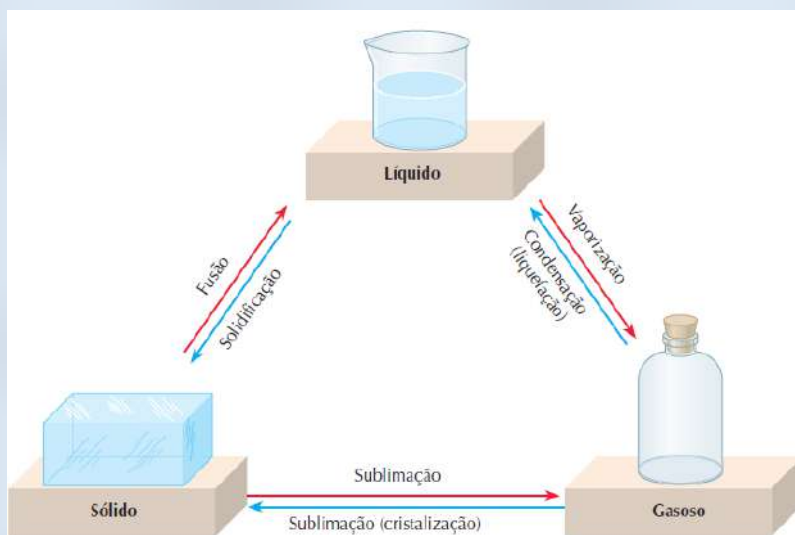 Líquido
Fusão
Solidificação
Vaporização
Condensação
(liquefação)
Sublimação
Sólido
Sublimação (cristalização)
Gasoso